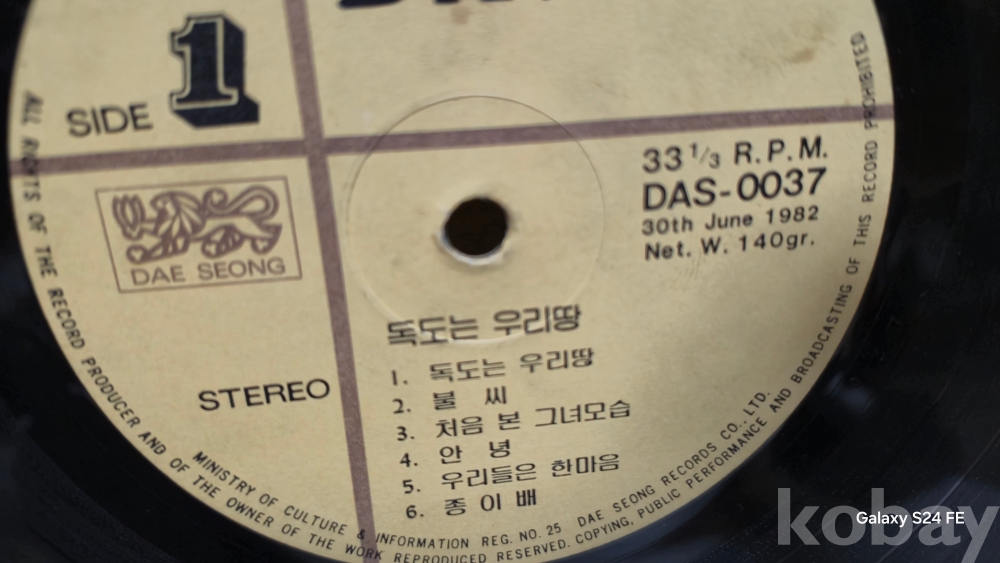 SIDE 1
DAE SEONG
STEREO
33 1/3 R.P.M.
DAS-0037
30th June 1982
Net. W. 140gr.
독도는 우리땅
1. 독도는 우리땅
2. 불 씨
3. 처음 본 그녀모습
4. 안 녕
5. 우리들은 한마음
6. 종 이 배
ALL RIGHTS OF THE RECORD PRODUCER AND OF THE OWNER OF THE WORK REPRODUCED RESERVED. COPYING, PUBLIC PERFORMANCE AND BROADCASTING OF THIS RECORD PROHIBITED
MINISTRY OF CULTURE & INFORMATION REG. NO. 25 DAE SEONG RECORDS CO., LTD.
kobay
Galaxy S24 FE